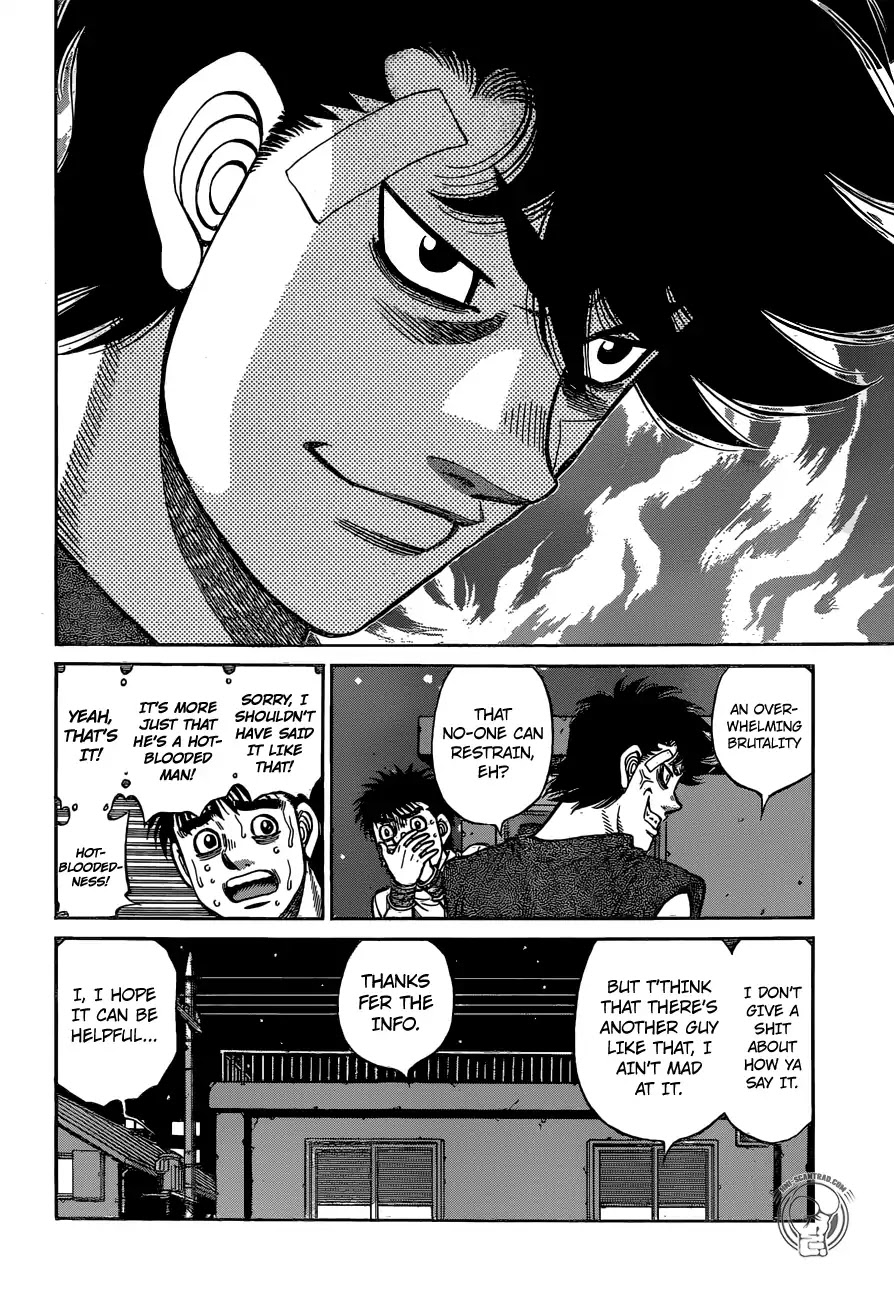 AN OVER-
WHELMING
BRUTALITY
THAT
NO-ONE CAN
RESTRAIN,
EH?
SORRY, I
SHOULDN'T
HAVE SAID
IT LIKE
THAT!
IT'S MORE
JUST THAT
HE'S A HOT-
BLOODED
MAN!
YEAH,
THAT'S
IT!
HOT-
BLOODED-
NESS!
I DON'T
GIVE A
SHIT
ABOUT
HOW YA
SAY IT.
BUT T'THINK
THAT THERE'S
ANOTHER GUY
LIKE THAT, I
AIN'T MAD
AT IT.
THANKS
FER THE
INFO.
I, I HOPE
IT CAN BE
HELPFUL...